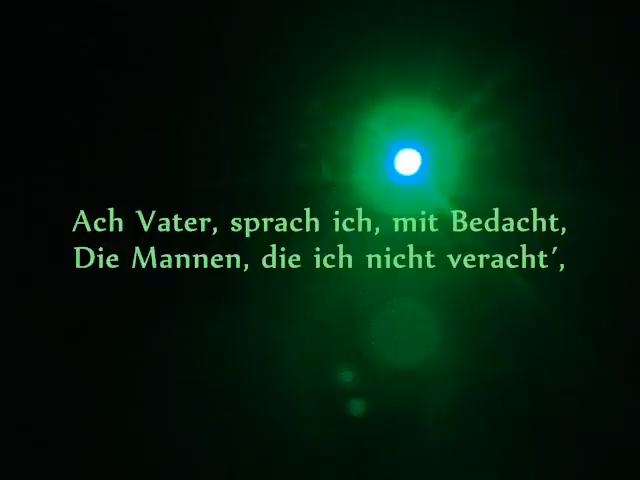 Ach Vater, sprach ich, mit Bedacht,
Die Mannen, die ich nicht veracht',